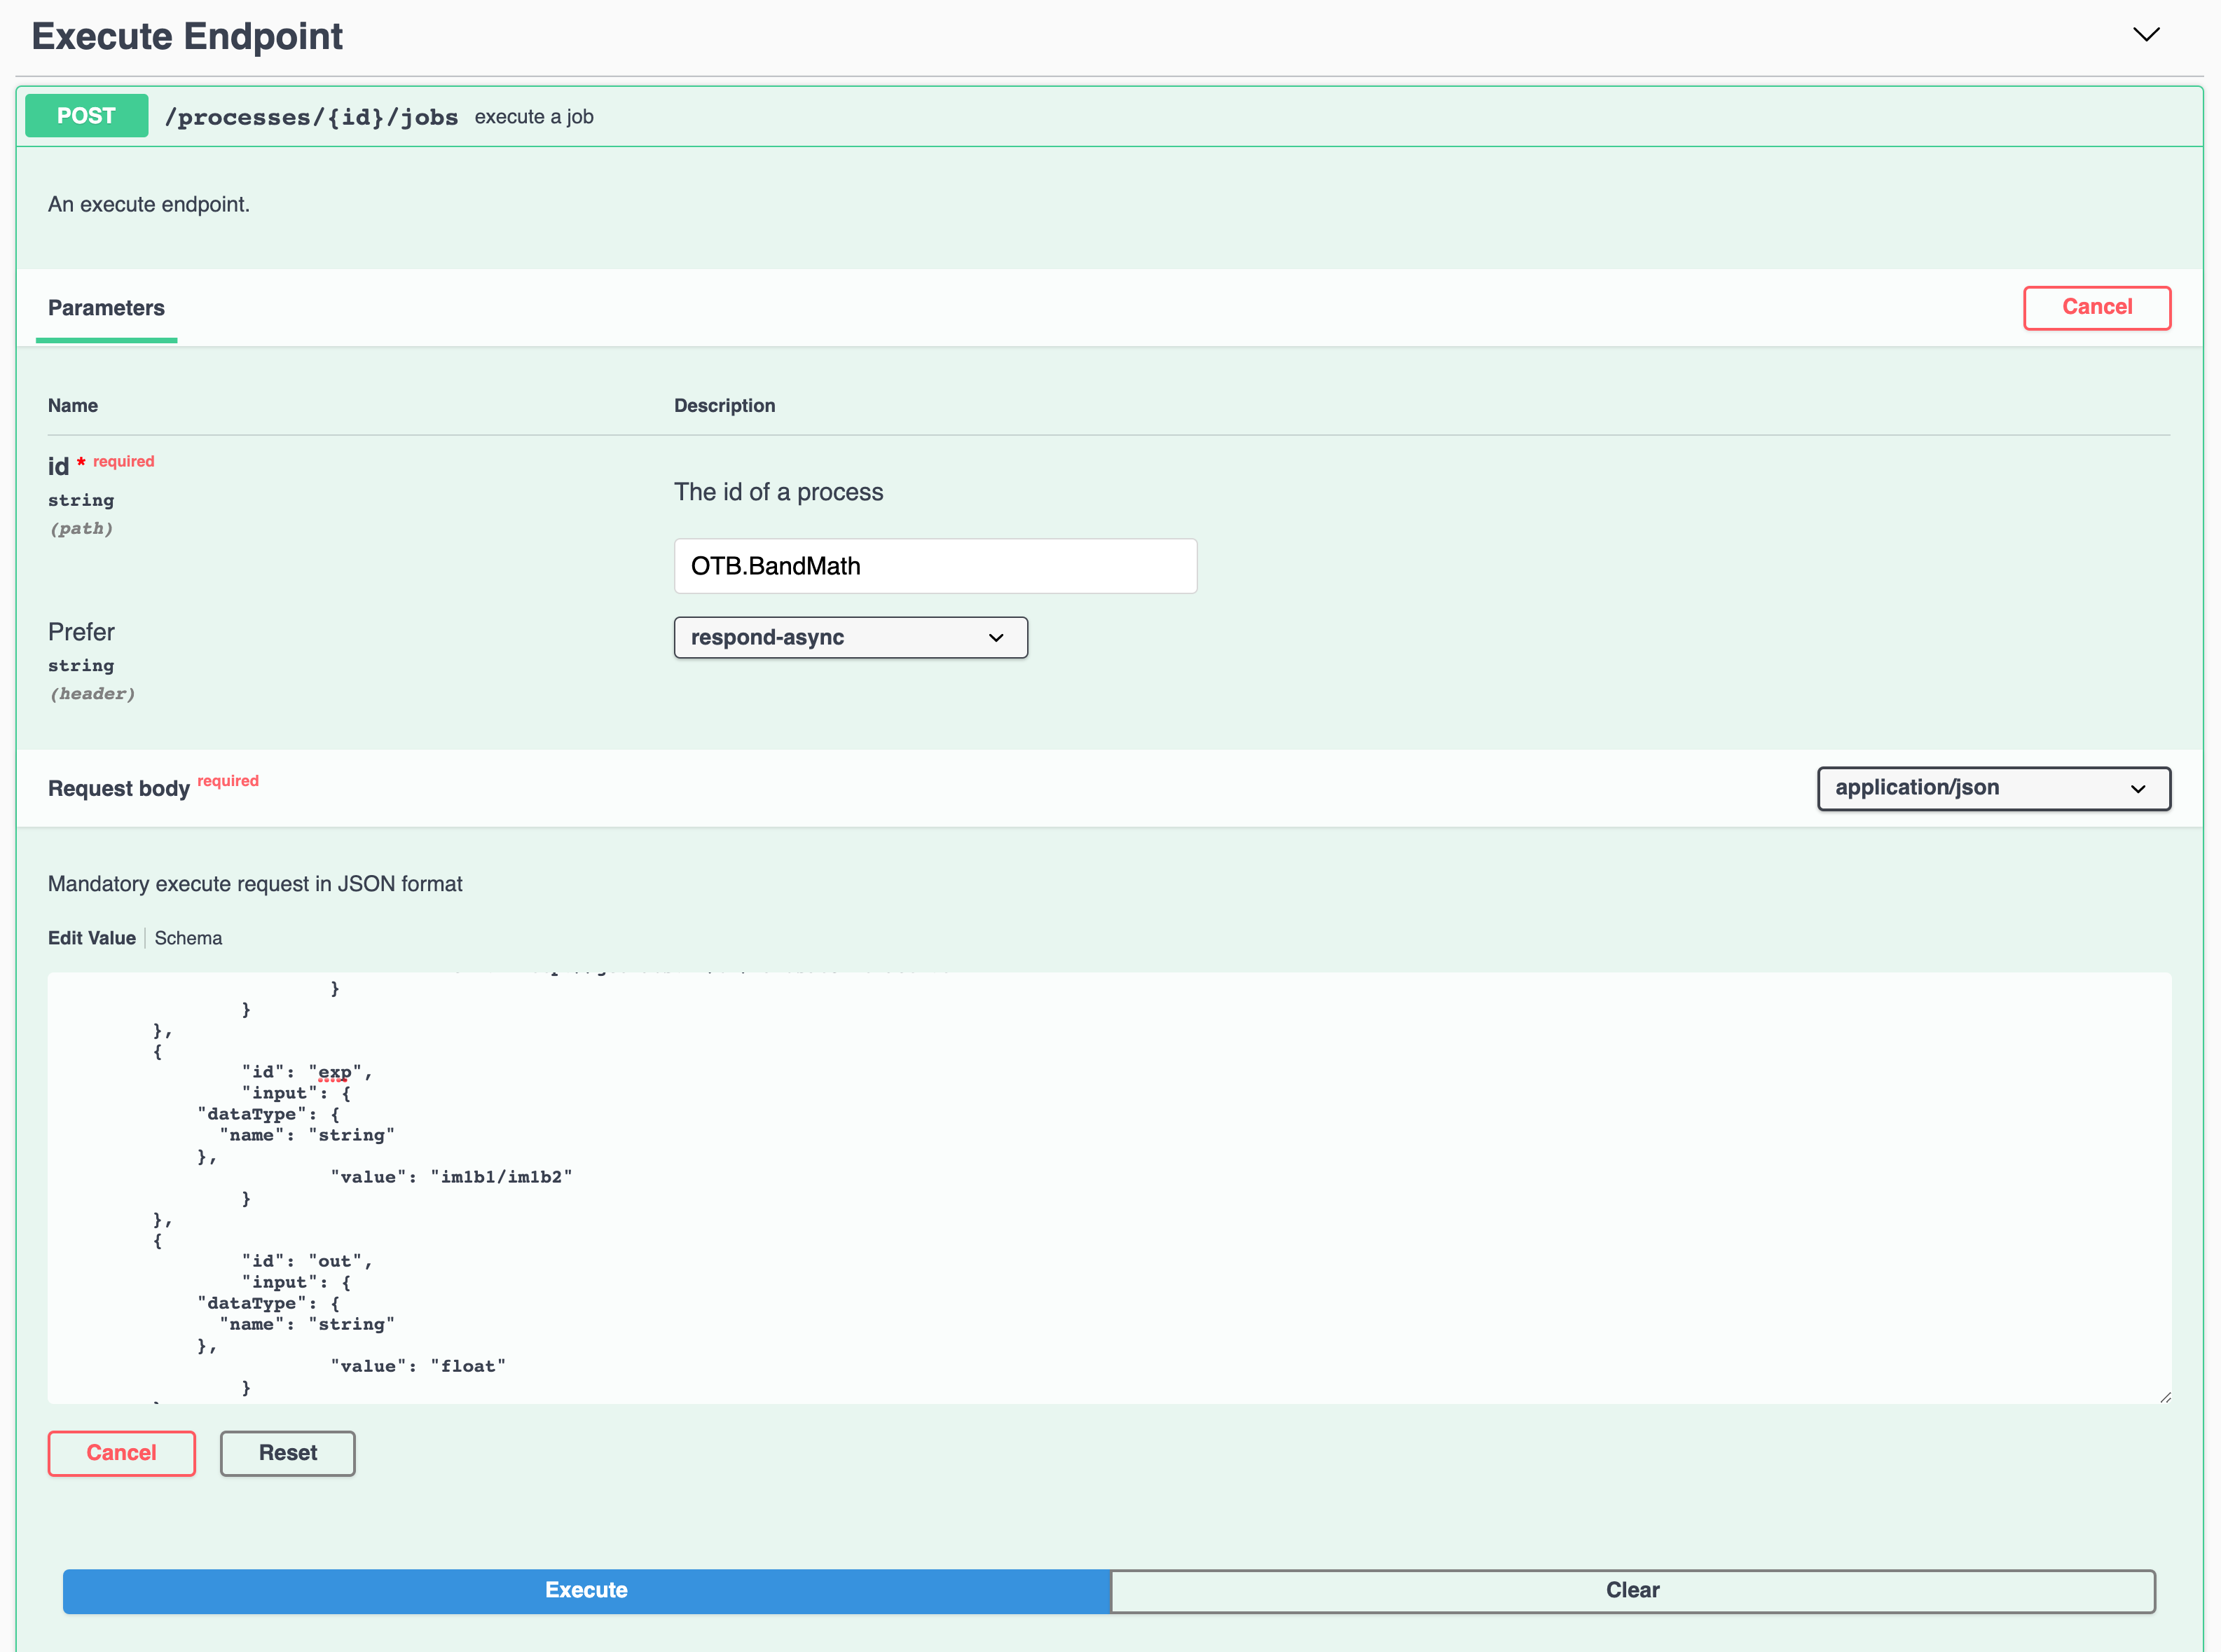 Execute Endpoint
POST /processes/{id}/jobs execute a job
An execute endpoint.
Parameters
Cancel
Name Description
id * required
string
(path)
The id of a process
OTB.BandMath
Prefer
string
(header)
respond-async
Request body required
application/json
Mandatory execute request in JSON format
Edit Value Schema
}
}
},
{
"id": "exp",
"input": {
"dataType": {
"name": "string"
},
"value": "im1b1/im1b2"
}
},
{
"id": "out",
"input": {
"dataType": {
"name": "string"
},
"value": "float"
}
Cancel Reset
Execute Clear